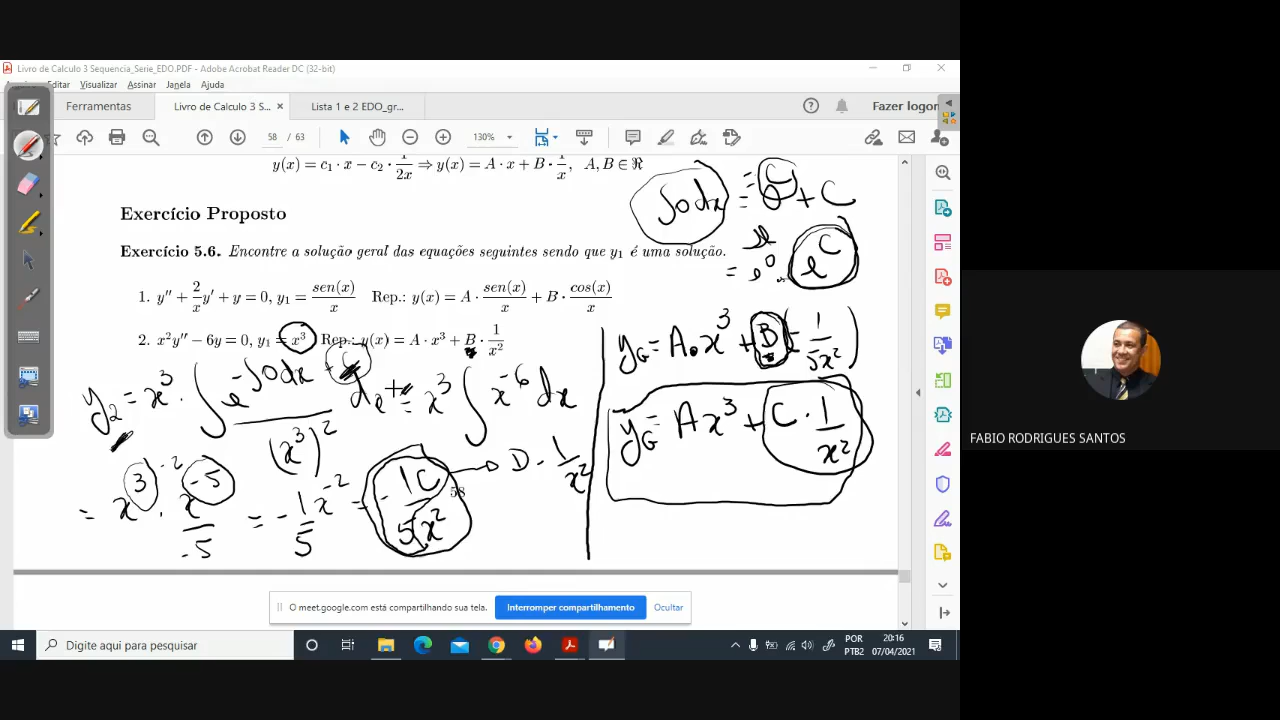 Livro de Calculo 3 Sequencia_Serie_EDO.PDF - Adobe Acrobat Reader DC (32-bit)
Editar Visualizar Assinar Janela Ajuda
Ferramentas Livro de Calculo 3 S... × Lista 1 e 2 EDO_gr... Fazer logon
58 / 63 130%
y(x) = c₁ · x − c₂ · 1/2x ⇒ y(x) = A · x + B · 1/x, A, B ∈ ℜ
∫0dx = 0 + C
Exercício Proposto
Exercício 5.6. Encontre a solução geral das equações seguintes sendo que y₁ é uma solução.
= e⁰ e^C
1. y″ + 2/x y′ + y = 0, y₁ = sen(x)/x Rep.: y(x) = A · sen(x)/x + B · cos(x)/x
2. x²y″ − 6y = 0, y₁ = x³ Rep.: y(x) = A · x³ + B · 1/x²
y_G = A · x³ + B(− 1/5x²)
y₂ = x³ · ∫ e^(−∫0dx) / (x³)² dx = x³ ∫ x⁻⁶ dx
y_G = Ax³ + C · 1/x²
= x³ · x⁻⁵/−5 = − 1/5 x⁻² = − 1C/5x² → D · 1/x²
58
O meet.google.com está compartilhando sua tela. Interromper compartilhamento Ocultar
Digite aqui para pesquisar
POR
PTB2
20:16
07/04/2021
FABIO RODRIGUES SANTOS